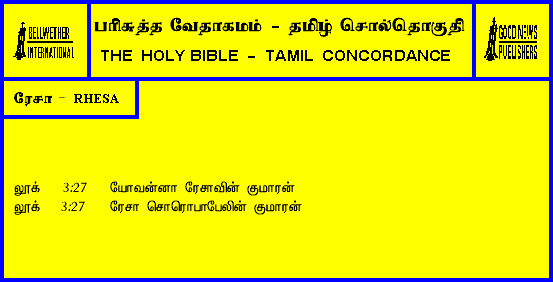 BELLWETHER
INTERNATIONAL
பரிசுத்த வேதாகமம் - தமிழ் சொல்தொகுதி
THE HOLY BIBLE - TAMIL CONCORDANCE
GOOD NEWS
PUBLISHERS
ரேசா - RHESA
லூக் 3:27 யோவன்னா ரேசாவின் குமாரன்
லூக் 3:27 ரேசா சொரொபாபேலின் குமாரன்